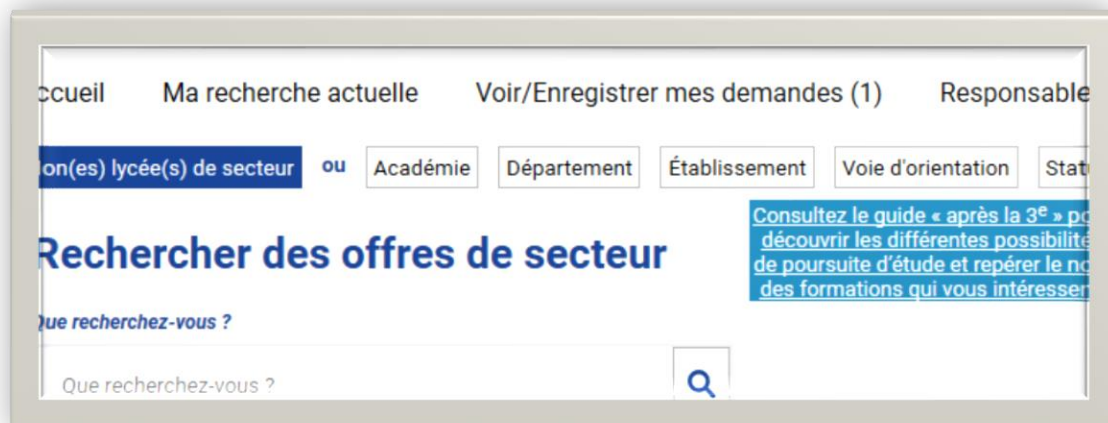 ccueil Ma recherche actuelle Voir/Enregistrer mes demandes (1) Responsable
on(es) lycée(s) de secteur ou Académie Département Établissement Voie d'orientation Stat
Consultez le guide « après la 3e » po
découvrir les différentes possibilité
de poursuite d'étude et repérer le no
des formations qui vous intéressen
Rechercher des offres de secteur
Que recherchez-vous ?
Que recherchez-vous ?